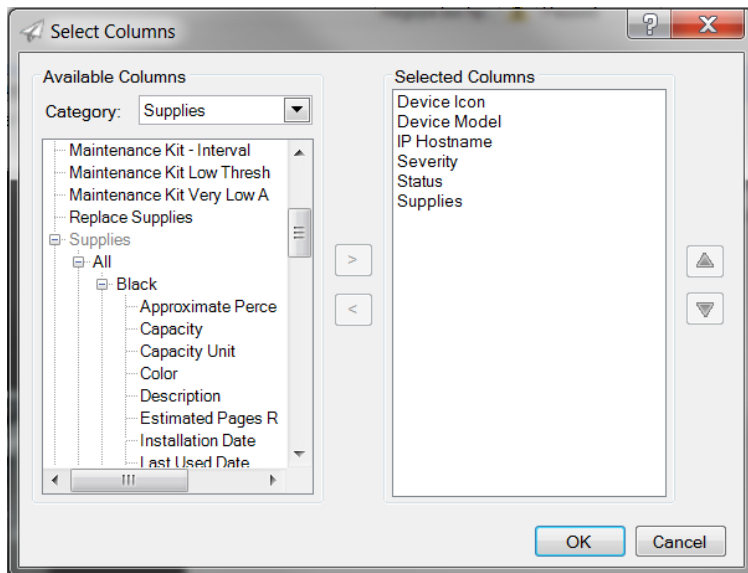 Select Columns
Available Columns
Category: Supplies
Maintenance Kit - Interval
Maintenance Kit Low Thresh
Maintenance Kit Very Low A
Replace Supplies
Supplies
All
Black
Approximate Perce
Capacity
Capacity Unit
Color
Description
Estimated Pages R
Installation Date
Last Used Date
>
<
Selected Columns
Device Icon
Device Model
IP Hostname
Severity
Status
Supplies
OK
Cancel